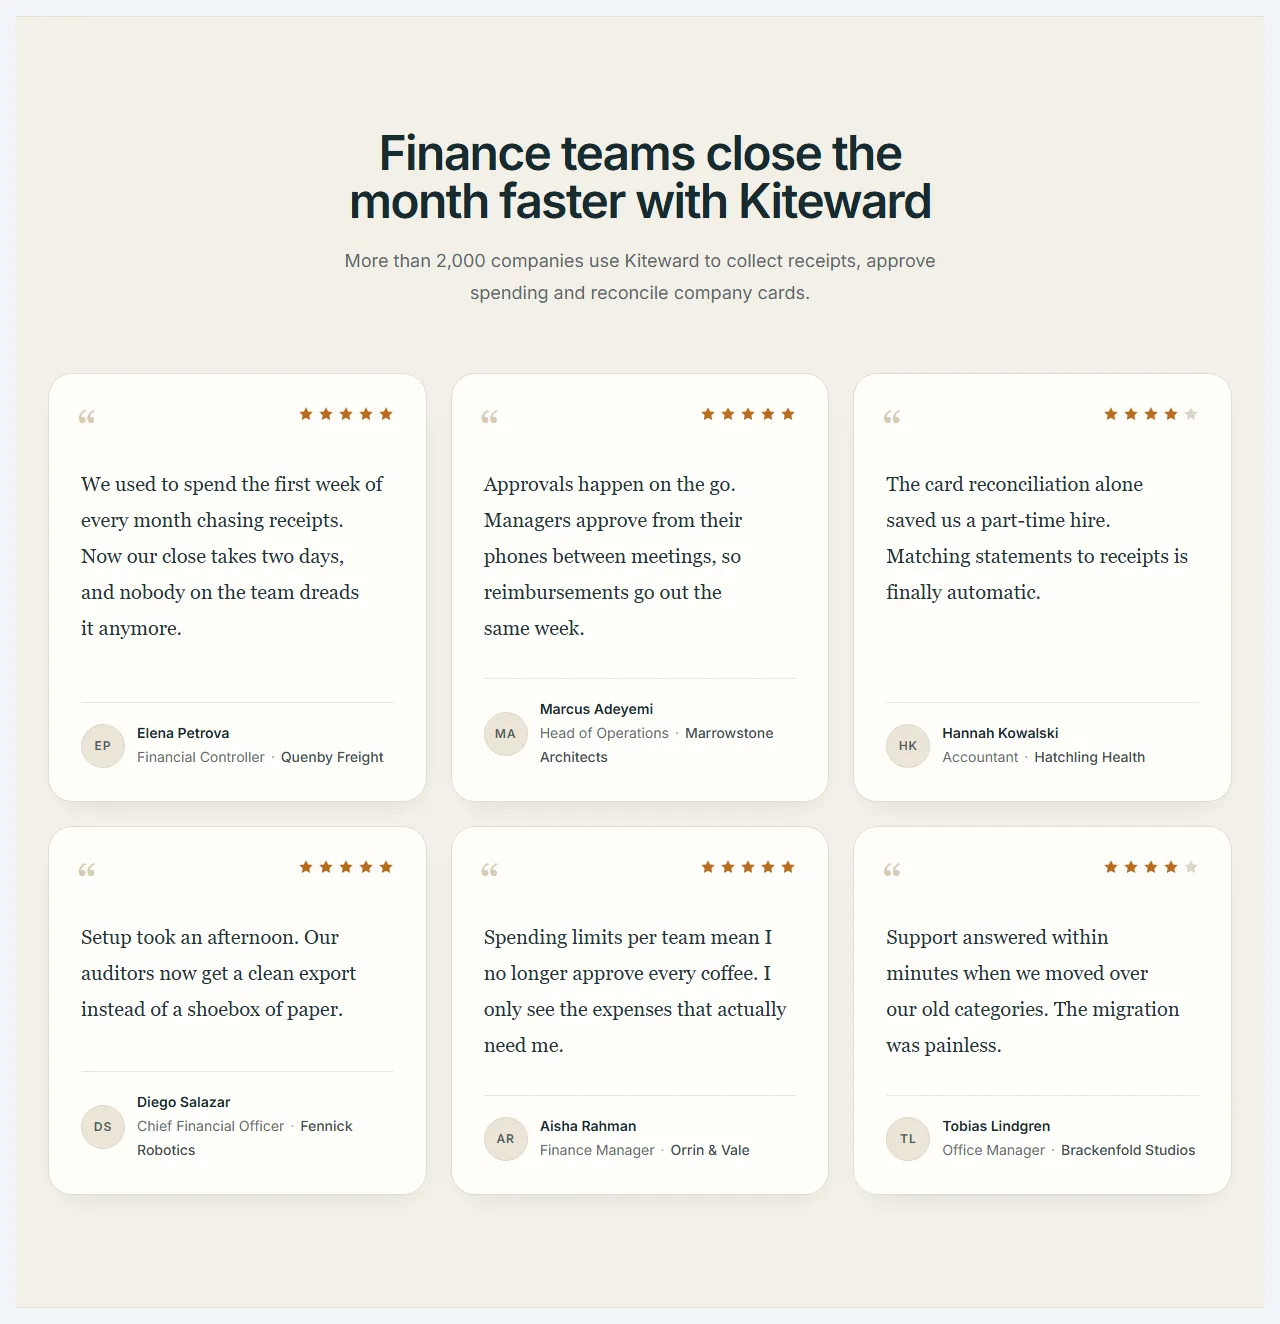 Finance teams close the
month faster with Kiteward
More than 2,000 companies use Kiteward to collect receipts, approve
spending and reconcile company cards.
“
We used to spend the first week of
every month chasing receipts.
Now our close takes two days,
and nobody on the team dreads
it anymore.
EP
Elena Petrova
Financial Controller · Quenby Freight
“
Approvals happen on the go.
Managers approve from their
phones between meetings, so
reimbursements go out the
same week.
MA
Marcus Adeyemi
Head of Operations · Marrowstone
Architects
“
The card reconciliation alone
saved us a part-time hire.
Matching statements to receipts is
finally automatic.
HK
Hannah Kowalski
Accountant · Hatchling Health
“
Setup took an afternoon. Our
auditors now get a clean export
instead of a shoebox of paper.
DS
Diego Salazar
Chief Financial Officer · Fennick
Robotics
“
Spending limits per team mean I
no longer approve every coffee. I
only see the expenses that actually
need me.
AR
Aisha Rahman
Finance Manager · Orrin & Vale
“
Support answered within
minutes when we moved over
our old categories. The migration
was painless.
TL
Tobias Lindgren
Office Manager · Brackenfold Studios